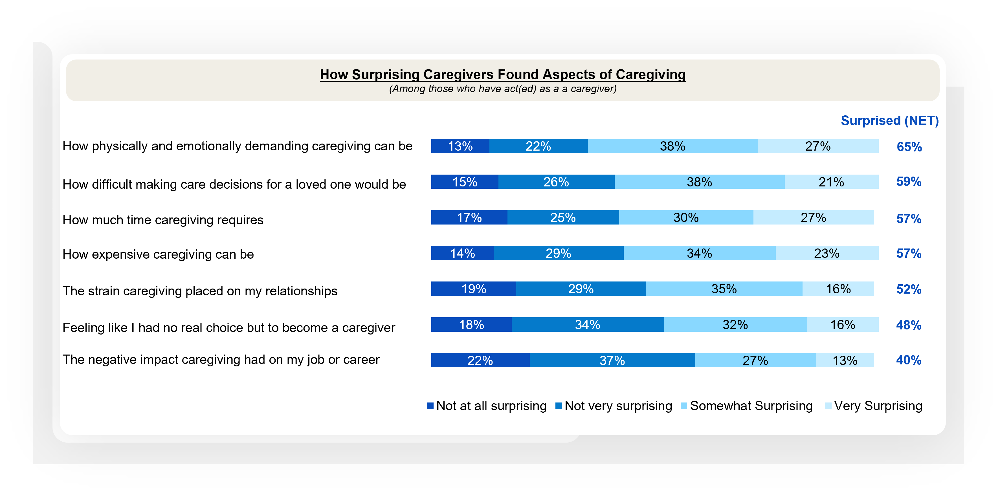 How Surprising Caregivers Found Aspects of Caregiving
(Among those who have act(ed) as a a caregiver)
Surprised (NET)
How physically and emotionally demanding caregiving can be 13% 22% 38% 27% 65%
How difficult making care decisions for a loved one would be 15% 26% 38% 21% 59%
How much time caregiving requires 17% 25% 30% 27% 57%
How expensive caregiving can be 14% 29% 34% 23% 57%
The strain caregiving placed on my relationships 19% 29% 35% 16% 52%
Feeling like I had no real choice but to become a caregiver 18% 34% 32% 16% 48%
The negative impact caregiving had on my job or career 22% 37% 27% 13% 40%
Not at all surprising Not very surprising Somewhat Surprising Very Surprising